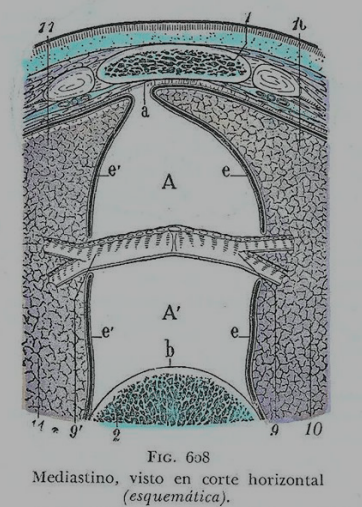 11 1 10
a
e' A e
e' A' e
b
11 9' 2 9 10
FIG. 608
Mediastino, visto en corte horizontal
(esquemática).